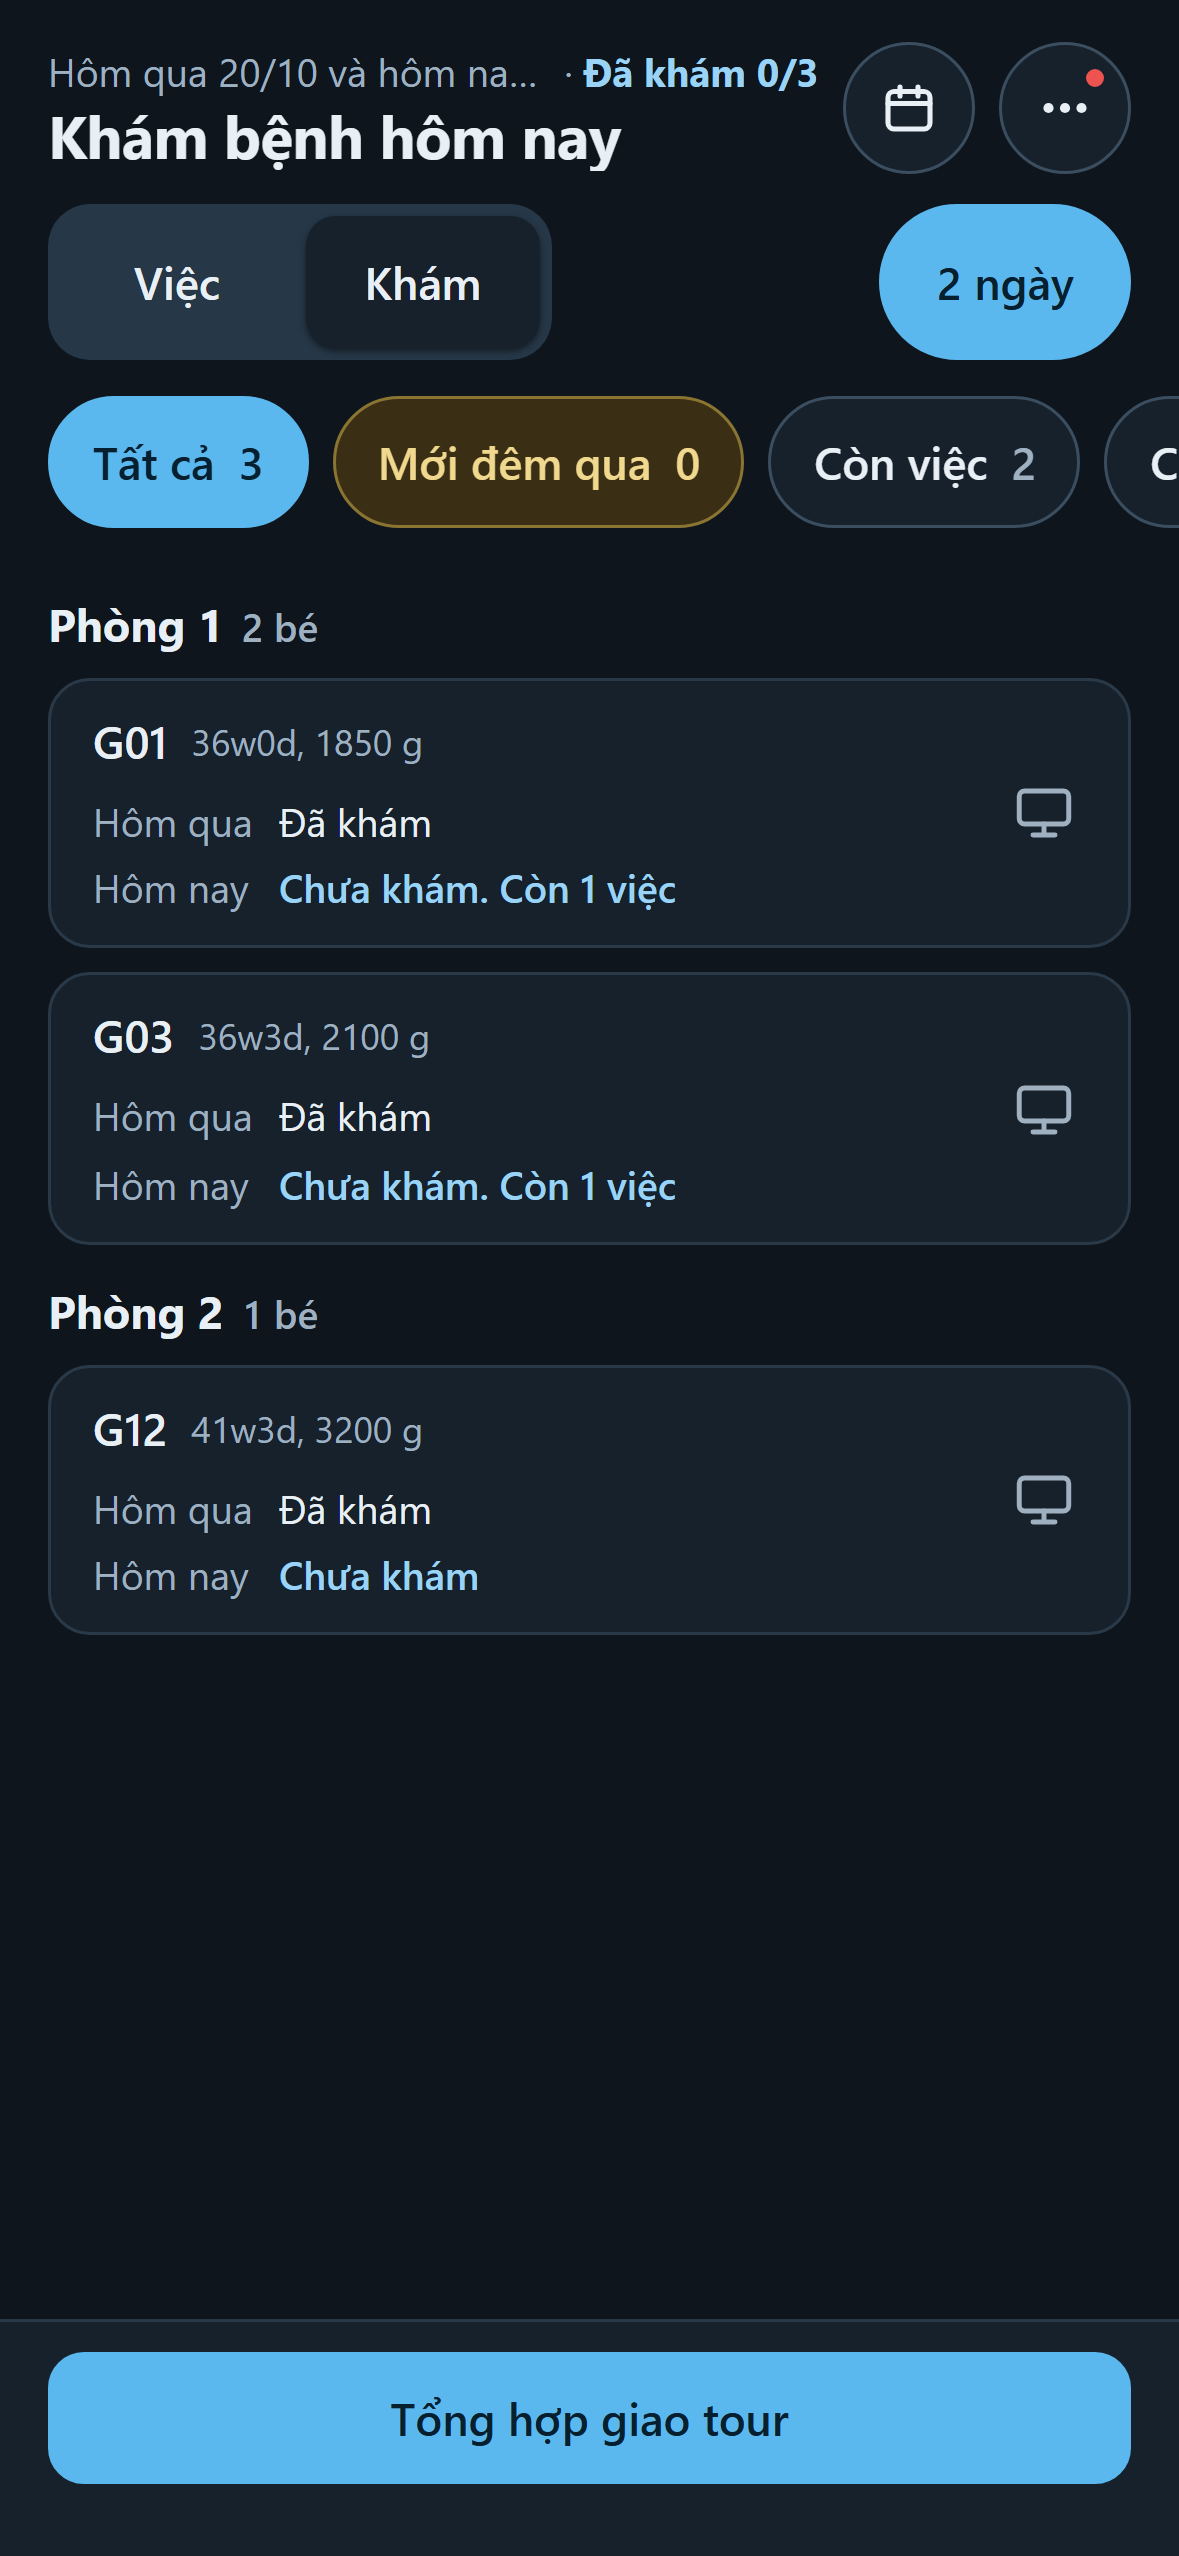 Hôm qua 20/10 và hôm na... · Đã khám 0/3
Khám bệnh hôm nay
Việc Khám 2 ngày
Tất cả 3 Mới đêm qua 0 Còn việc 2 C
Phòng 1 2 bé
G01 36w0d, 1850 g
Hôm qua Đã khám
Hôm nay Chưa khám. Còn 1 việc
G03 36w3d, 2100 g
Hôm qua Đã khám
Hôm nay Chưa khám. Còn 1 việc
Phòng 2 1 bé
G12 41w3d, 3200 g
Hôm qua Đã khám
Hôm nay Chưa khám
Tổng hợp giao tour